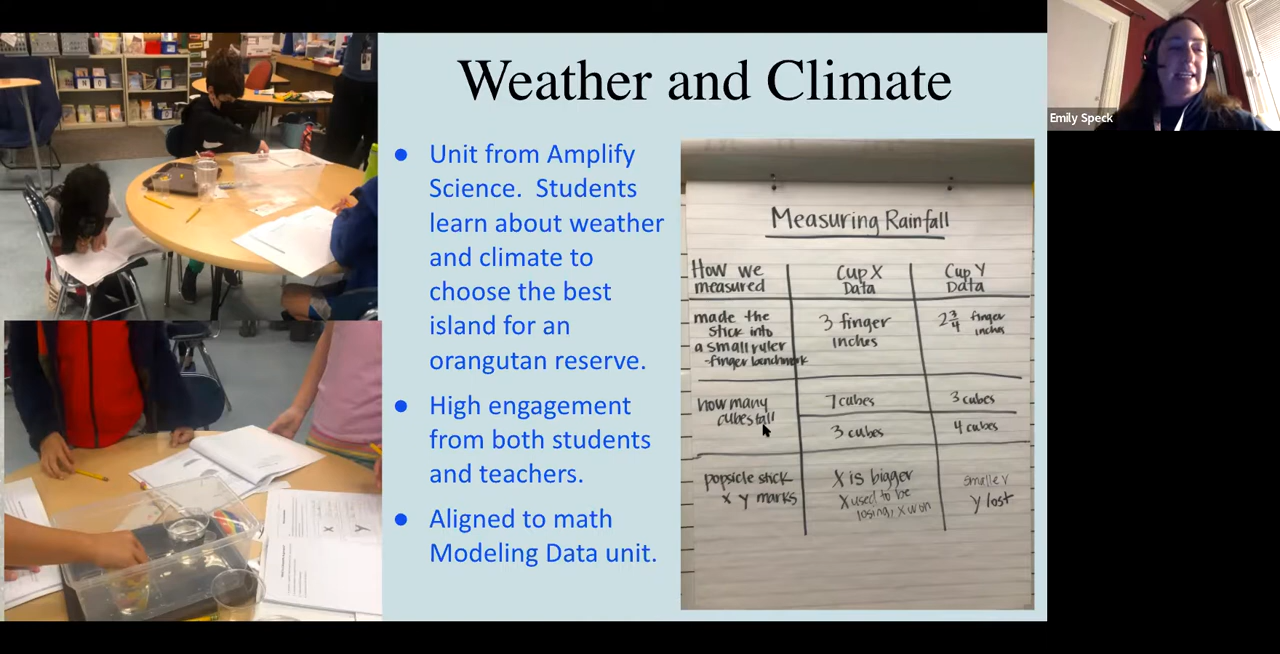 Weather and Climate
● Unit from Amplify
Science. Students
learn about weather
and climate to
choose the best
island for an
orangutan reserve.
● High engagement
from both students
and teachers.
● Aligned to math
Modeling Data unit.
Measuring Rainfall
How we
measured
Cup X
Data
Cup Y
Data
made the
stick into
a small ruler
-finger benchmark
3 finger
inches
2 3/4 finger
inches
how many
cubes tall
7 cubes
3 cubes
3 cubes
4 cubes
popsicle stick
X Y marks
X is bigger
X used to be
losing, X won
smaller
Y lost
X Y
Emily Speck